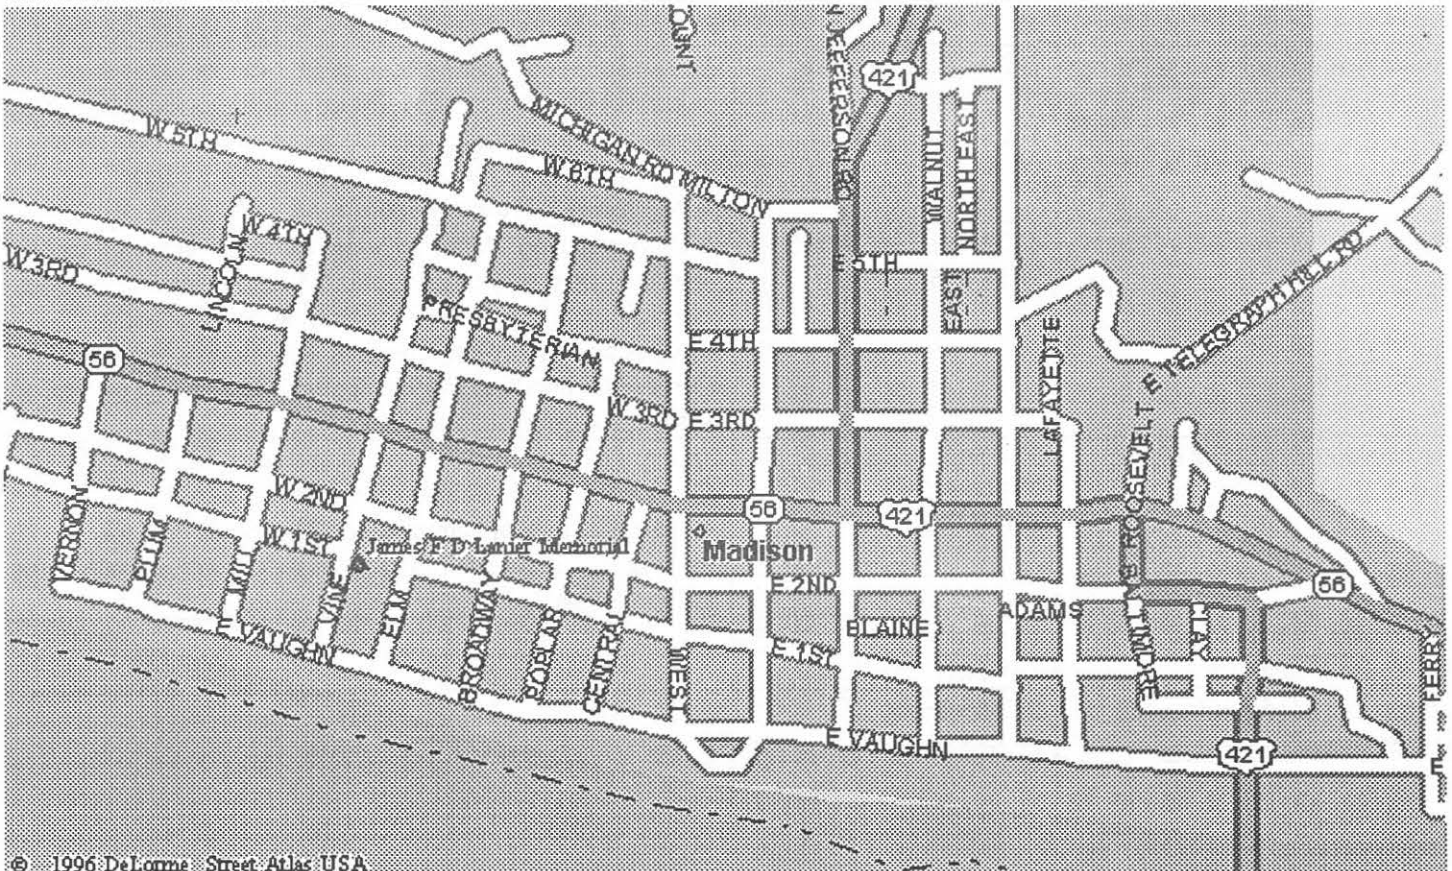 421
W 5TH
MICHIGAN RD
MILTON
W 6TH
N JEFFERSON
WALNUT
NORTH EAST
W 4TH
LINCOLN
W 3RD
E 5TH
EAST
PRESBYTERIAN
E 4TH
LAFAYETTE
E TELEGRAPH HILL RD
56
W 3RD
E 3RD
ROOSEVELT
W 2ND
56
421
VERNON
PLUM
W 1ST
James F D Lanier Memorial
Madison
MILL
VINE
ELM
E 2ND
56
ADAMS
BLAINE
CLAY
E VAUGHN
BROADWAY
POPLAR
CENTRAL
WEST
E 1ST
FERRY
E VAUGHN
421
© 1996 DeLorme Street Atlas USA